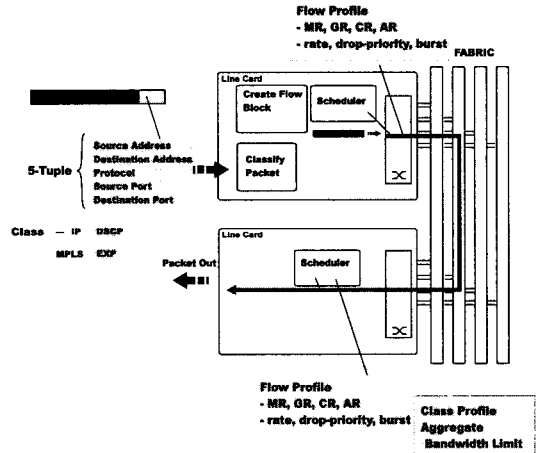 Flow Profile
- MR, GR, CR, AR
- rate, drop-priority, burst
FABRIC
Line Card
Create Flow
Block
Scheduler
Classify
Packet
5-Tuple
Source Address
Destination Address
Protocol
Source Port
Destination Port
Class — IP DSCP
MPLS EXP
Line Card
Packet Out
Scheduler
Flow Profile
- MR, GR, CR, AR
- rate, drop-priority, burst
Class Profile
Aggregate
Bandwidth Limit